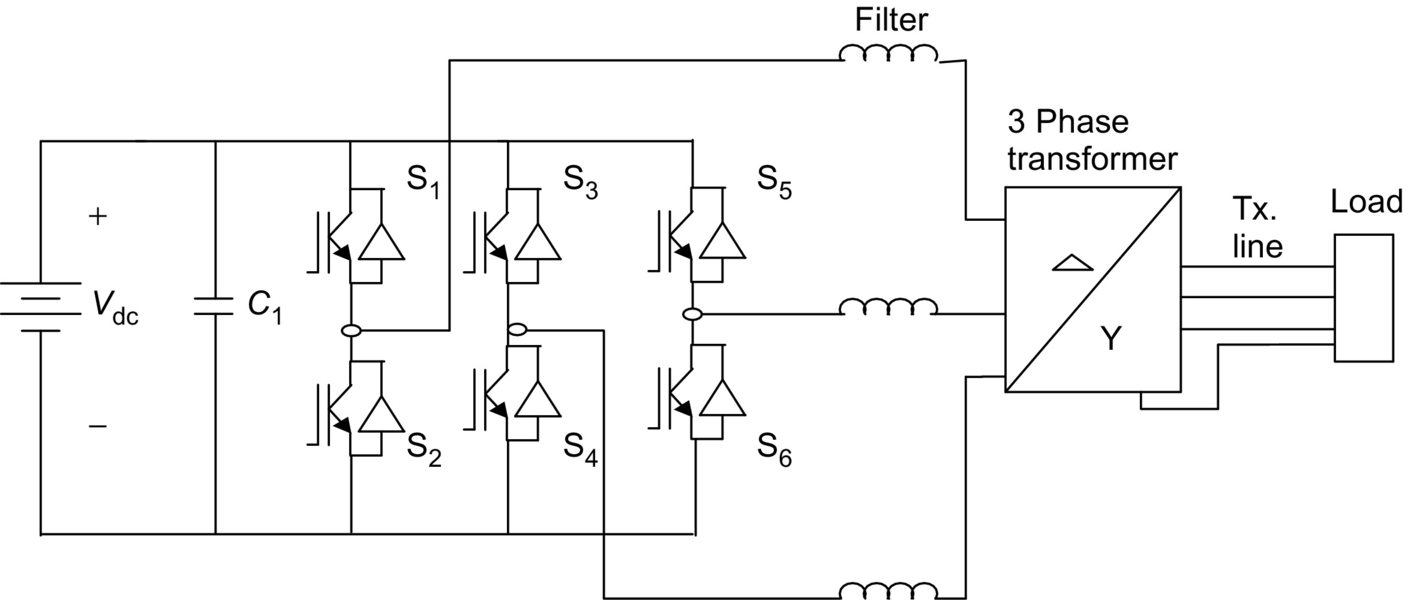 Filter
3 Phase
transformer
S1
S3
S5
Tx.
line
Load
+
Vdc
C1
Δ
Y
−
S2
S4
S6